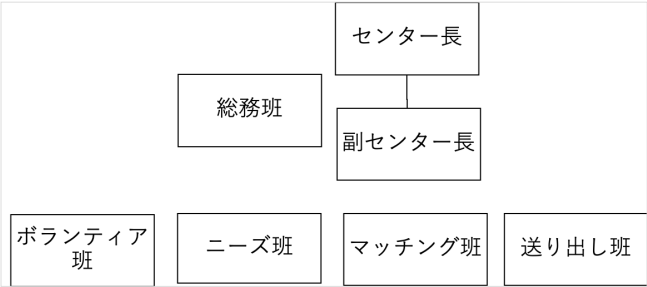 センター長
総務班
副センター長
ボランティア
班
ニーズ班
マッチング班
送り出し班